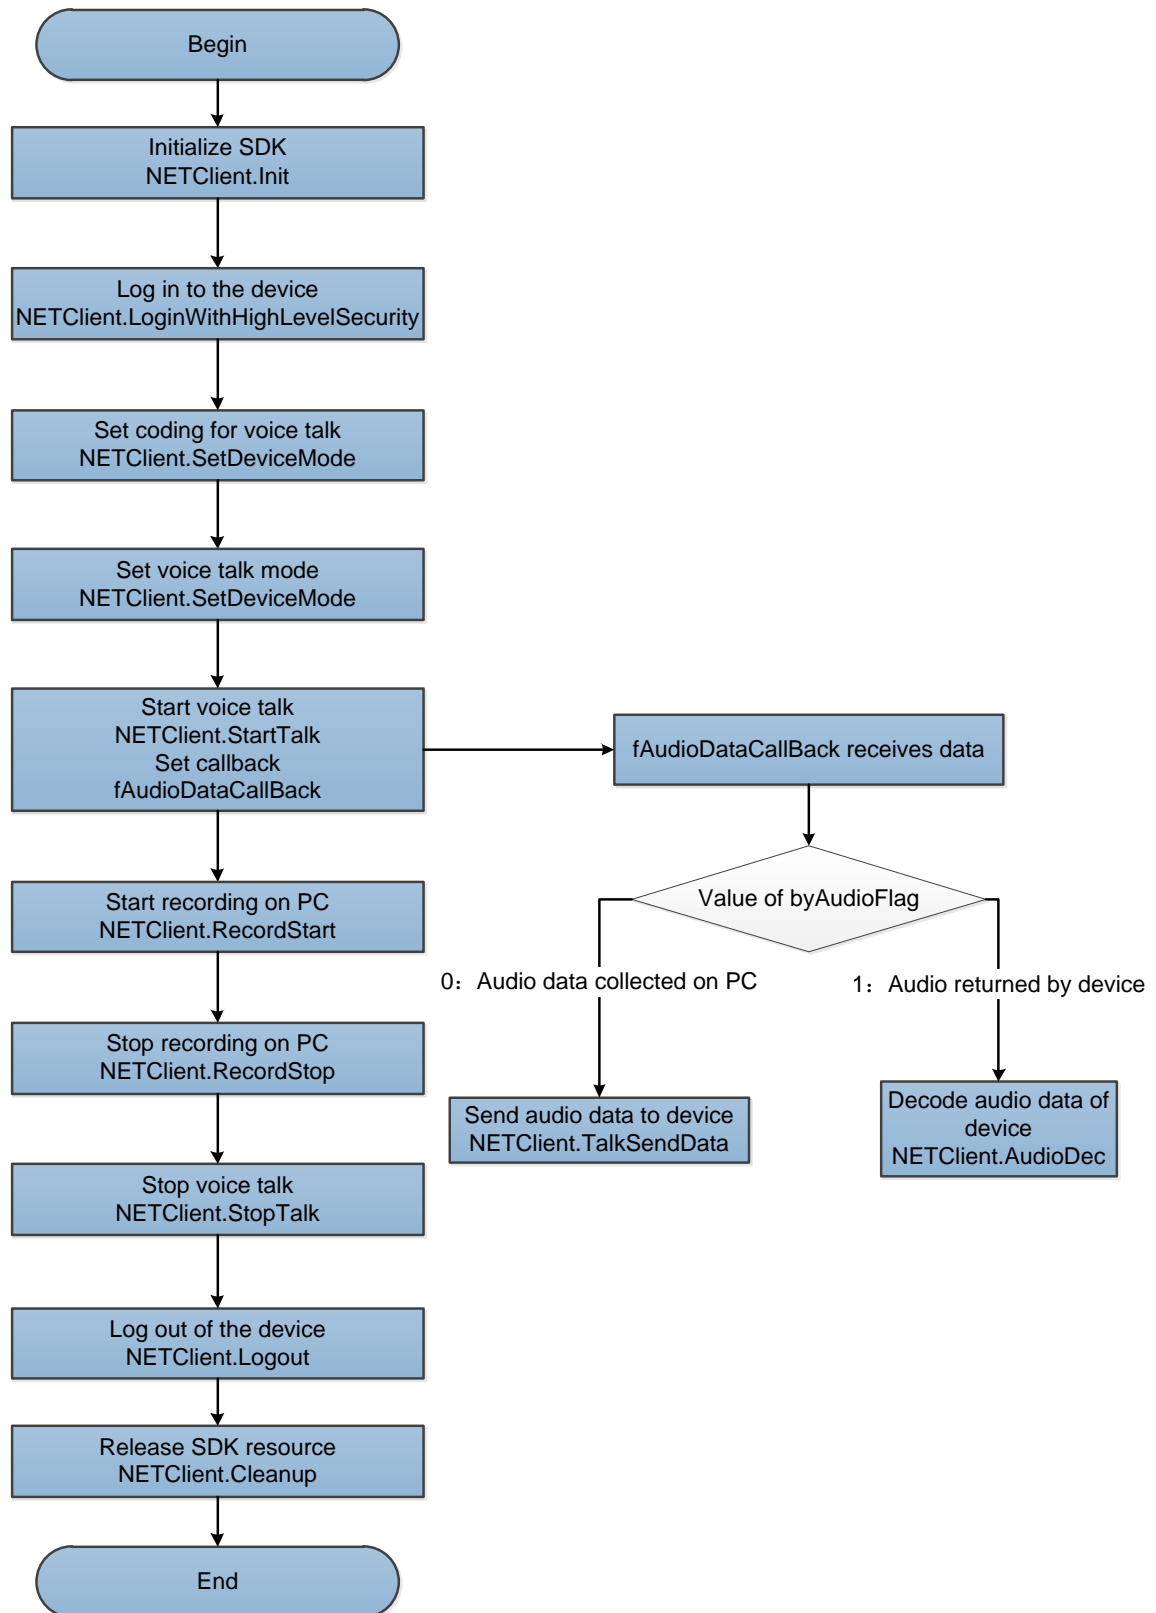 Begin
Initialize SDK
NETClient.Init
Log in to the device
NETClient.LoginWithHighLevelSecurity
Set coding for voice talk
NETClient.SetDeviceMode
Set voice talk mode
NETClient.SetDeviceMode
Start voice talk
NETClient.StartTalk
Set callback
fAudioDataCallBack
fAudioDataCallBack receives data
Value of byAudioFlag
0：Audio data collected on PC
1：Audio returned by device
Send audio data to device
NETClient.TalkSendData
Decode audio data of
device
NETClient.AudioDec
Start recording on PC
NETClient.RecordStart
Stop recording on PC
NETClient.RecordStop
Stop voice talk
NETClient.StopTalk
Log out of the device
NETClient.Logout
Release SDK resource
NETClient.Cleanup
End